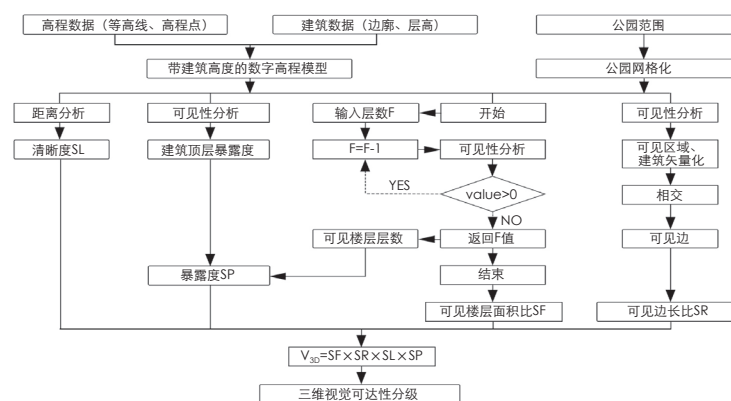 高程数据（等高线、高程点）
建筑数据（边廓、层高）
公园范围
带建筑高度的数字高程模型
公园网格化
距离分析
可见性分析
输入层数F
开始
可见性分析
清晰度SL
建筑顶层暴露度
F=F-1
可见性分析
可见区域、
建筑矢量化
YES
value>0
相交
NO
可见楼层层数
返回F值
可见边
暴露度SP
结束
可见楼层面积比SF
可见边长比SR
V3D=SF×SR×SL×SP
三维视觉可达性分级